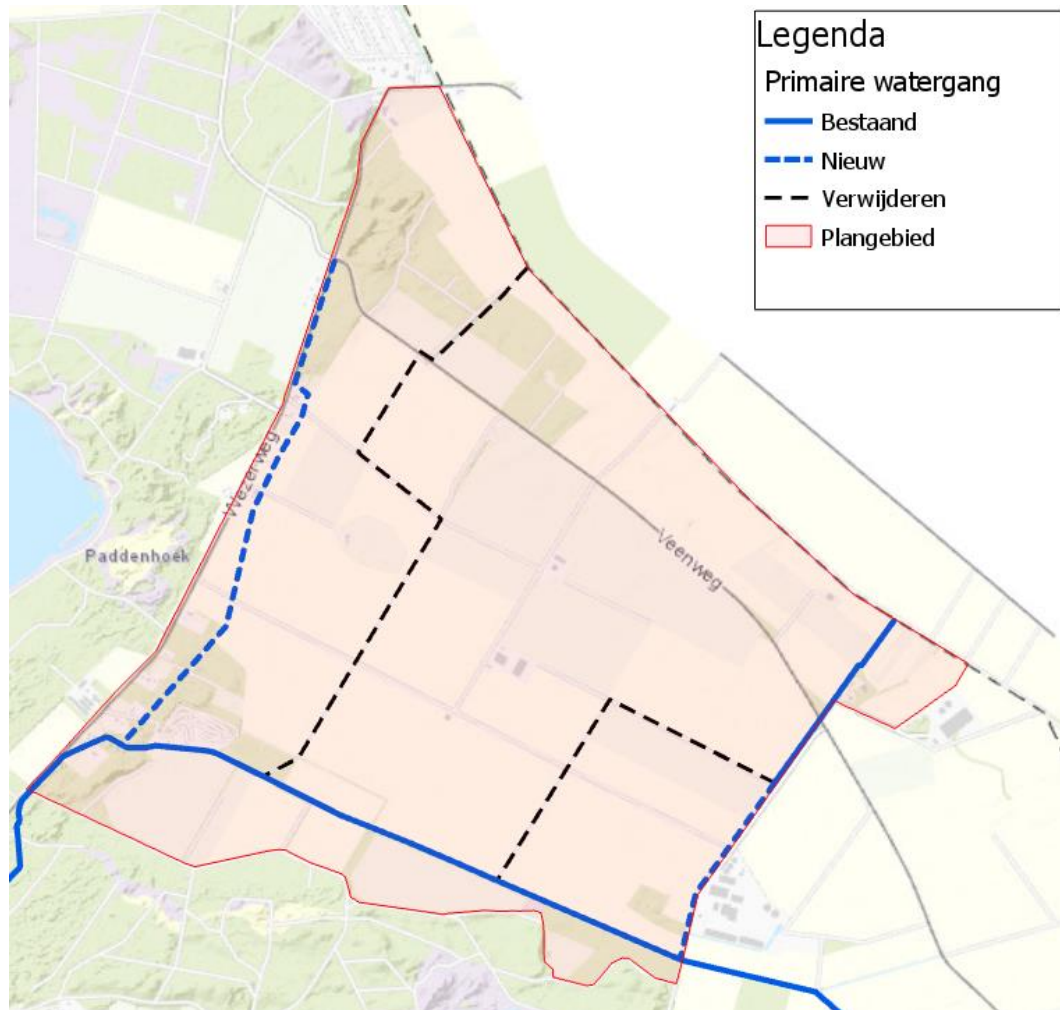 Legenda
Primaire watergang
Bestaand
Nieuw
Verwijderen
Plangebied
Wezerweg
Paddenhoek
Veenweg